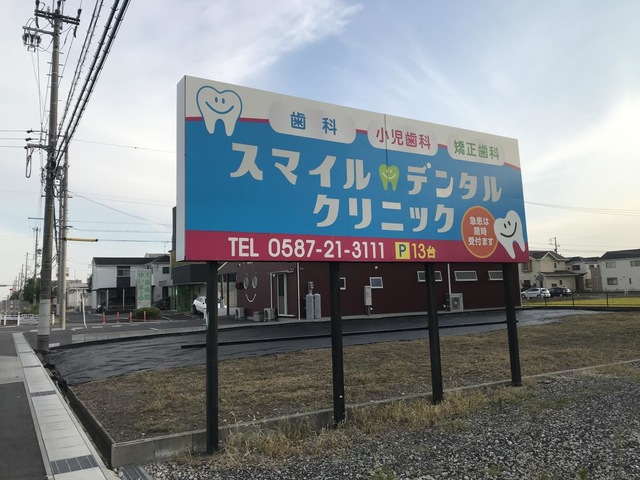 歯科 小児歯科 矯正歯科
スマイルデンタル
クリニック
急患は
随時
受付ます
TEL 0587-21-3111 P 13台